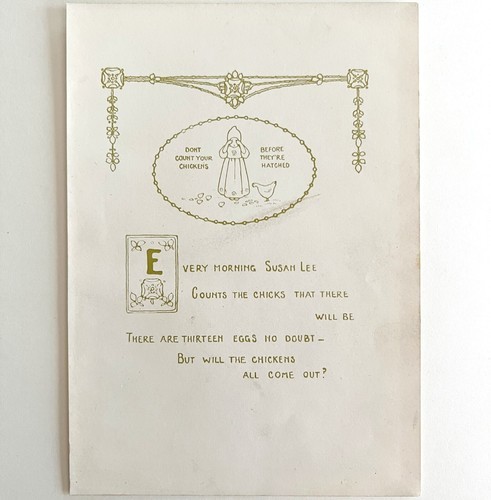 DONT
COUNT YOUR
CHICKENS
BEFORE
THEY'RE
HATCHED
EVERY MORNING SUSAN LEE
COUNTS THE CHICKS THAT THERE
WILL BE
THERE ARE THIRTEEN EGGS NO DOUBT –
BUT WILL THE CHICKENS
ALL COME OUT?